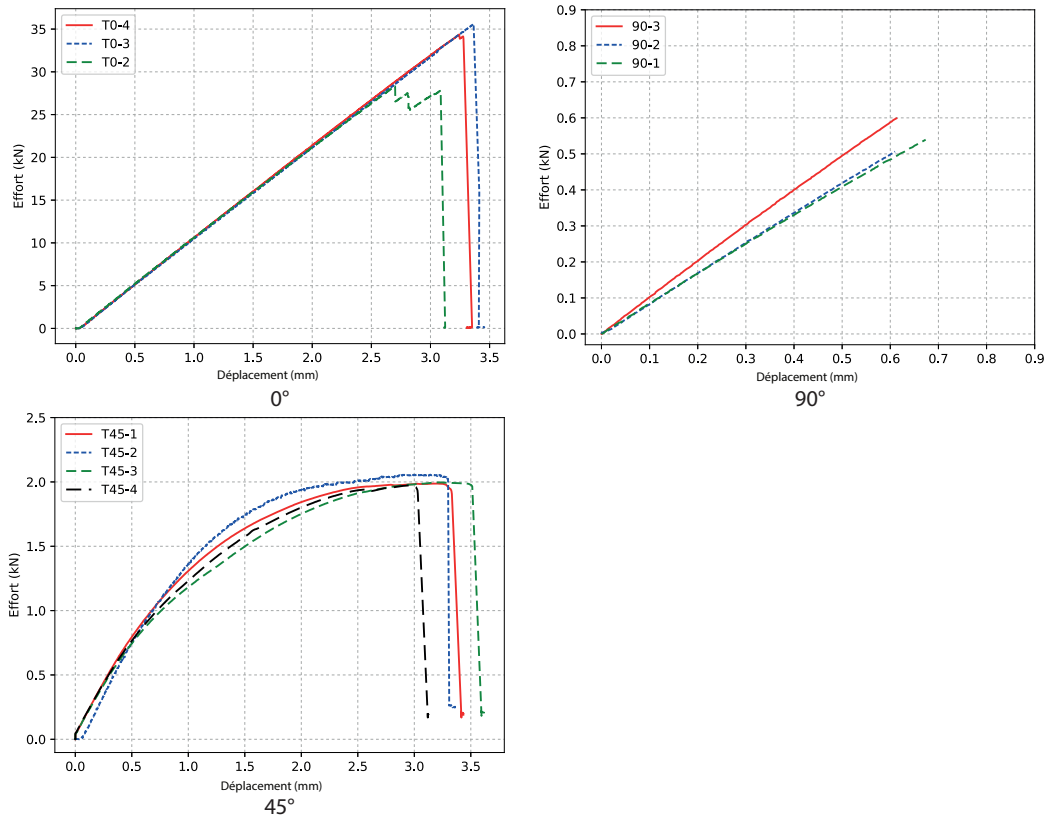 T0-4
T0-3
T0-2
35
30
25
20
15
10
5
0
Effort (kN)
0.0 0.5 1.0 1.5 2.0 2.5 3.0 3.5
Déplacement (mm)
0°
90-3
90-2
90-1
0.9
0.8
0.7
0.6
0.5
0.4
0.3
0.2
0.1
0.0
Effort (kN)
0.0 0.1 0.2 0.3 0.4 0.5 0.6 0.7 0.8 0.9
Déplacement (mm)
90°
T45-1
T45-2
T45-3
T45-4
2.5
2.0
1.5
1.0
0.5
0.0
Effort (kN)
0.0 0.5 1.0 1.5 2.0 2.5 3.0 3.5
Déplacement (mm)
45°